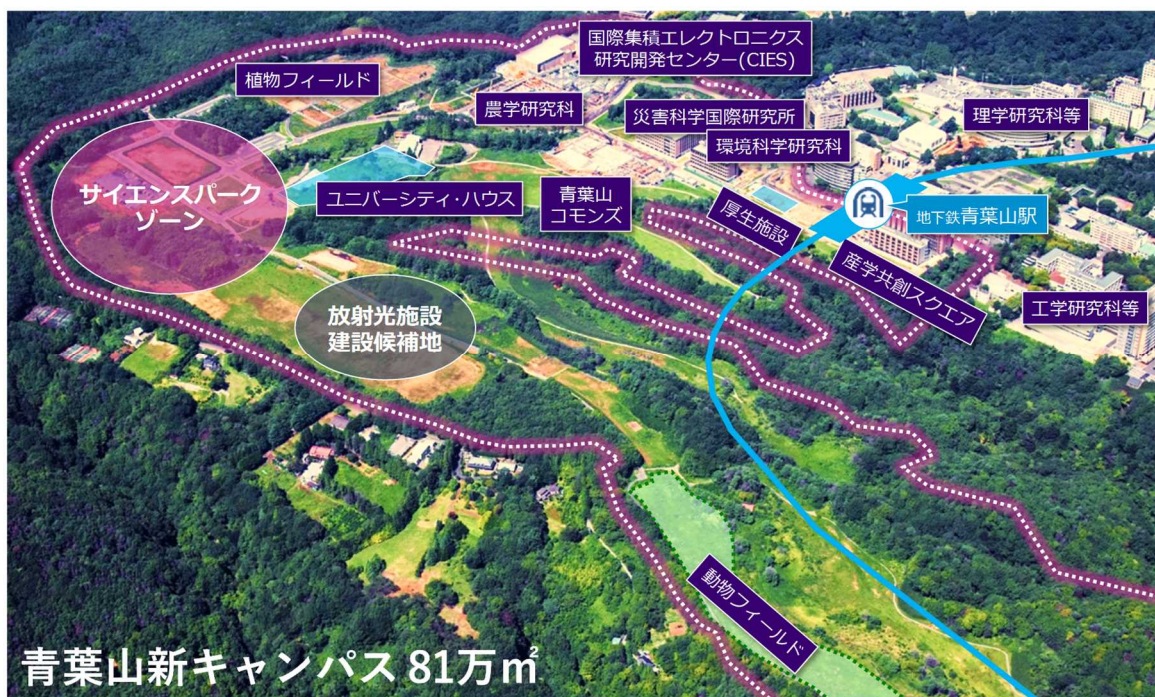 国際集積エレクトロニクス
研究開発センター(CIES)
植物フィールド
農学研究科
災害科学国際研究所
理学研究科等
環境科学研究科
サイエンスパーク
ゾーン
ユニバーシティ・ハウス
青葉山
コモンズ
厚生施設
地下鉄青葉山駅
産学共創スクエア
工学研究科等
放射光施設
建設候補地
動物フィールド
青葉山新キャンパス 81万㎡